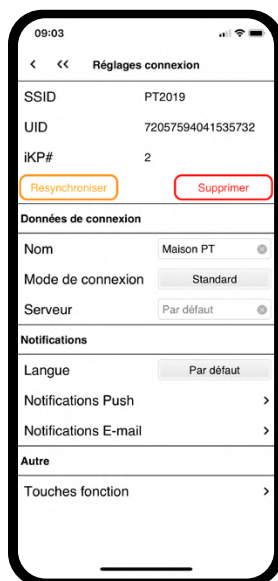 09:03
Réglages connexion
SSID PT2019
UID 72057594041535732
iKP# 2
Resynchroniser Supprimer
Données de connexion
Nom Maison PT
Mode de connexion Standard
Serveur Par défaut
Notifications
Langue Par défaut
Notifications Push
Notifications E-mail
Autre
Touches fonction